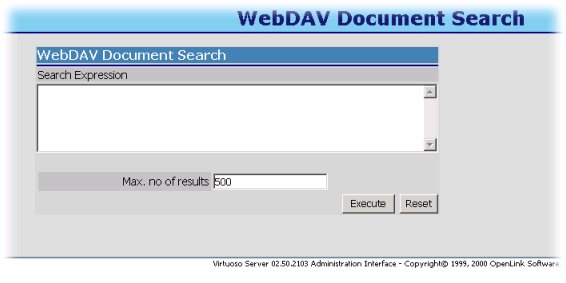 WebDAV Document Search
WebDAV Document Search
Search Expression
Max. no of results 500
Execute Reset
Virtuoso Server 02.50.2103 Administration Interface - Copyright© 1999, 2000 OpenLink Software